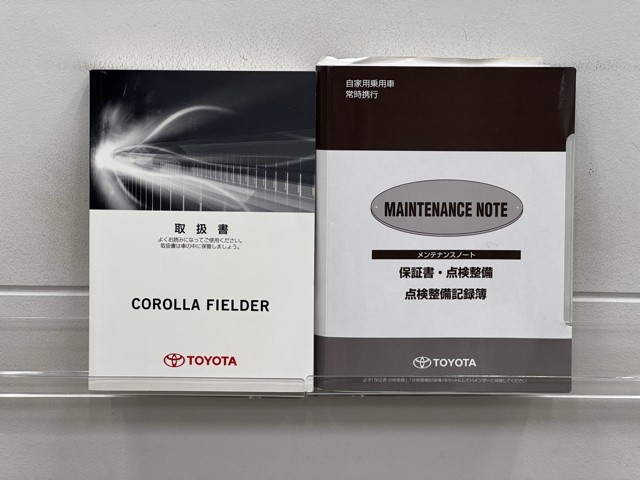 取扱書
よくお読みになってご使用ください。
取扱書は車の中に保管しましょう。
COROLLA FIELDER
TOYOTA
自家用乗用車
常時携行
MAINTENANCE NOTE
メンテナンスノート
保証書・点検整備
点検整備記録簿
TOYOTA